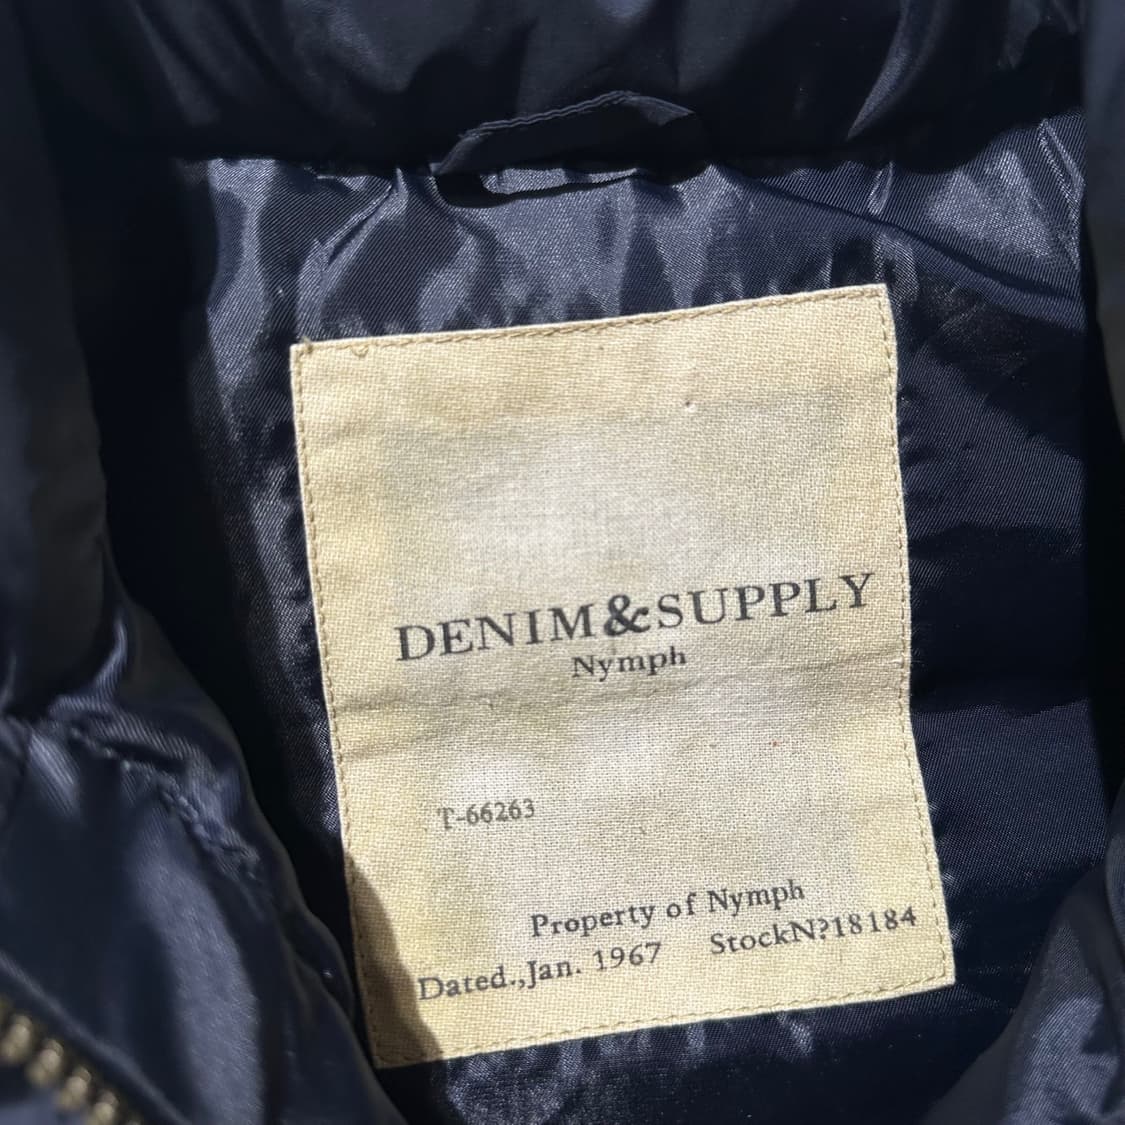 DENIM&SUPPLY
Nymph
T-66263
Property of Nymph
Dated.,Jan. 1967 StockN?18184